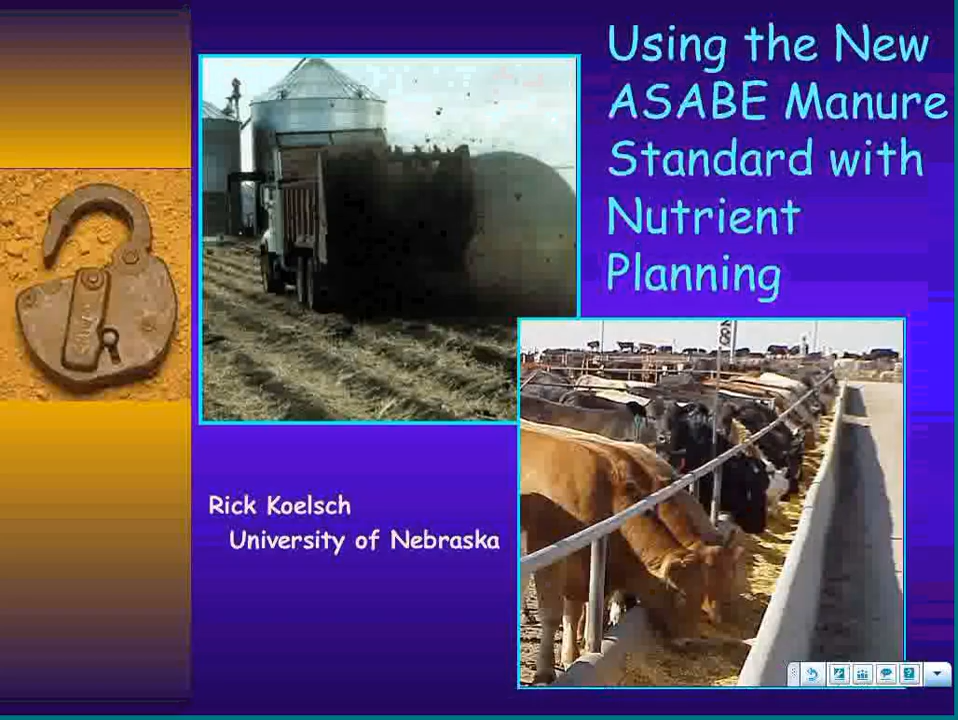 Using the New
ASABE Manure
Standard with
Nutrient
Planning
Rick Koelsch
University of Nebraska